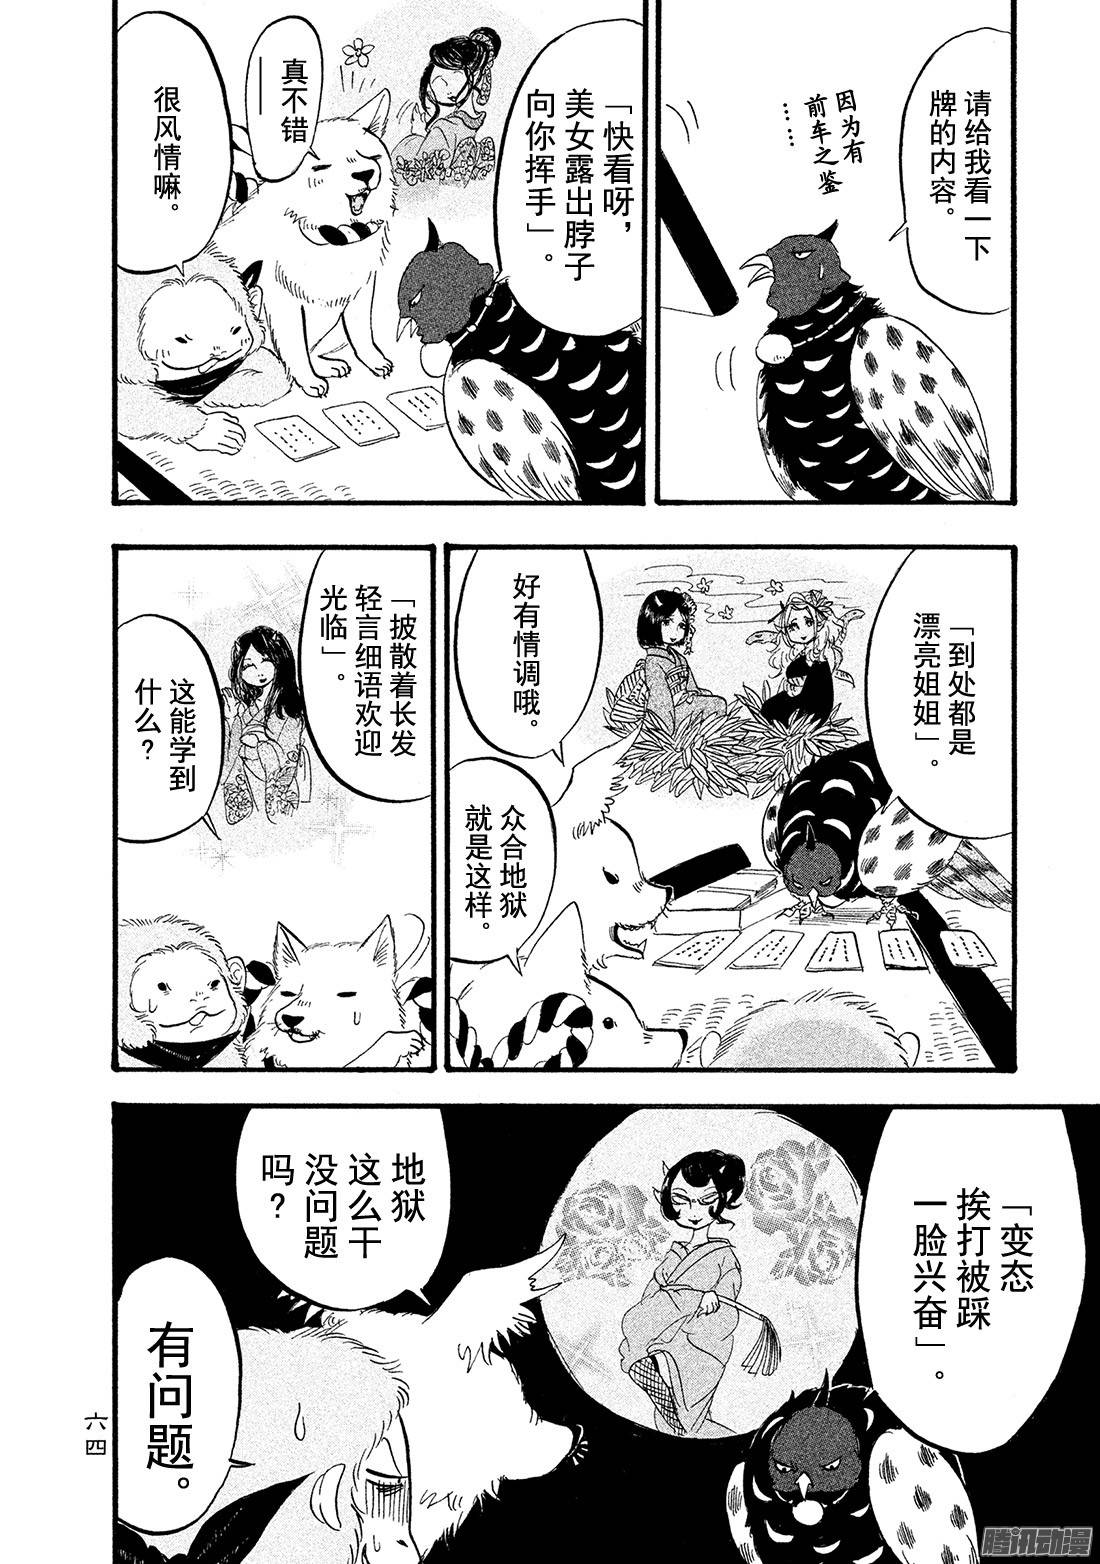 请给我看一下
牌的内容。
因为有
前车之鉴
……
「快看呀，
美女露出脖子
向你挥手」。
真不错
——
很风情嘛。
「到处都是
漂亮姐姐」。
好有情调哦。
众合地狱
就是这样。
「披散着长发
轻言细语欢迎
光临」。
这能学到
什么？
「变态
挨打被踩
一脸兴奋」。
地狱
这么干
没问题
吗？
有问题。
六四
腾讯动漫